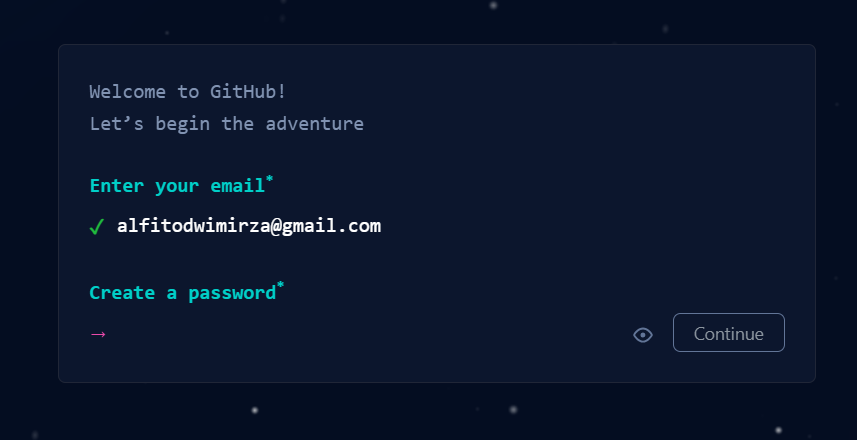 Welcome to GitHub!
Let’s begin the adventure
Enter your email*
✓ alfitodwimirza@gmail.com
Create a password*
→
Continue